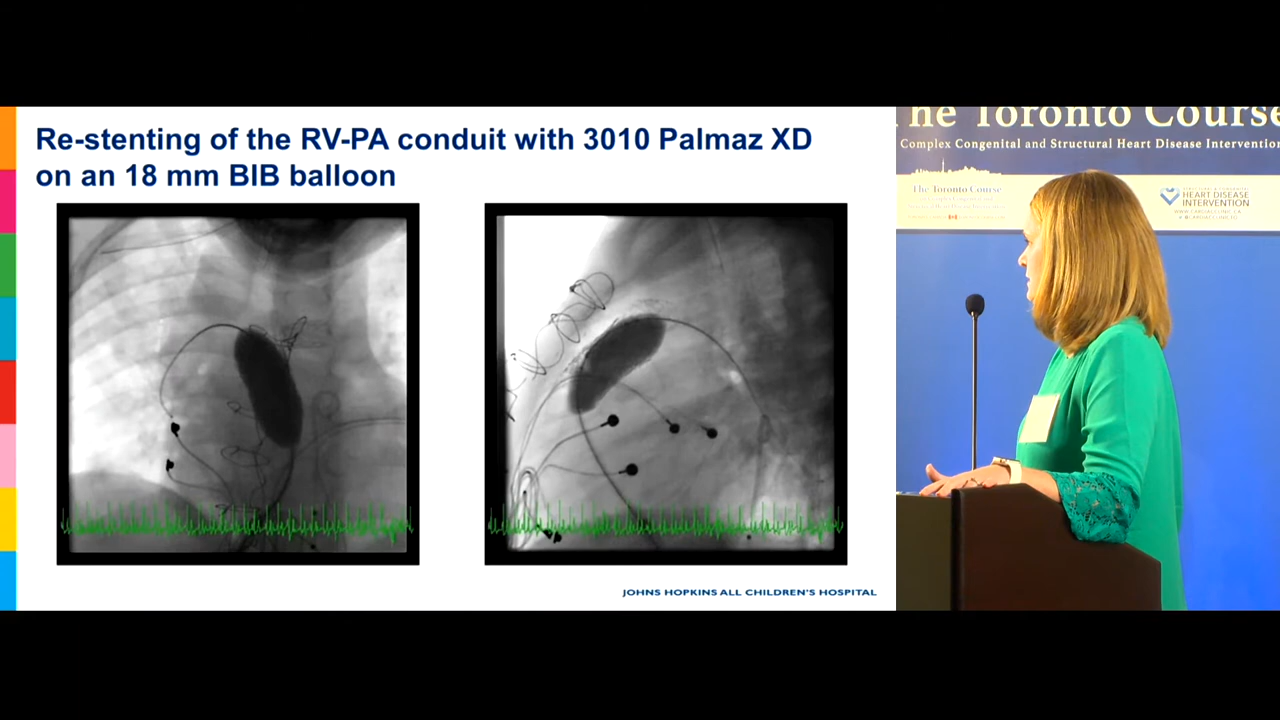 Re-stenting of the RV-PA conduit with 3010 Palmaz XD
on an 18 mm BIB balloon
JOHNS HOPKINS ALL CHILDREN'S HOSPITAL
The Toronto Course
Complex Congenital and Structural Heart Disease Intervention
The Toronto Course
HEART DISEASE
INTERVENTION